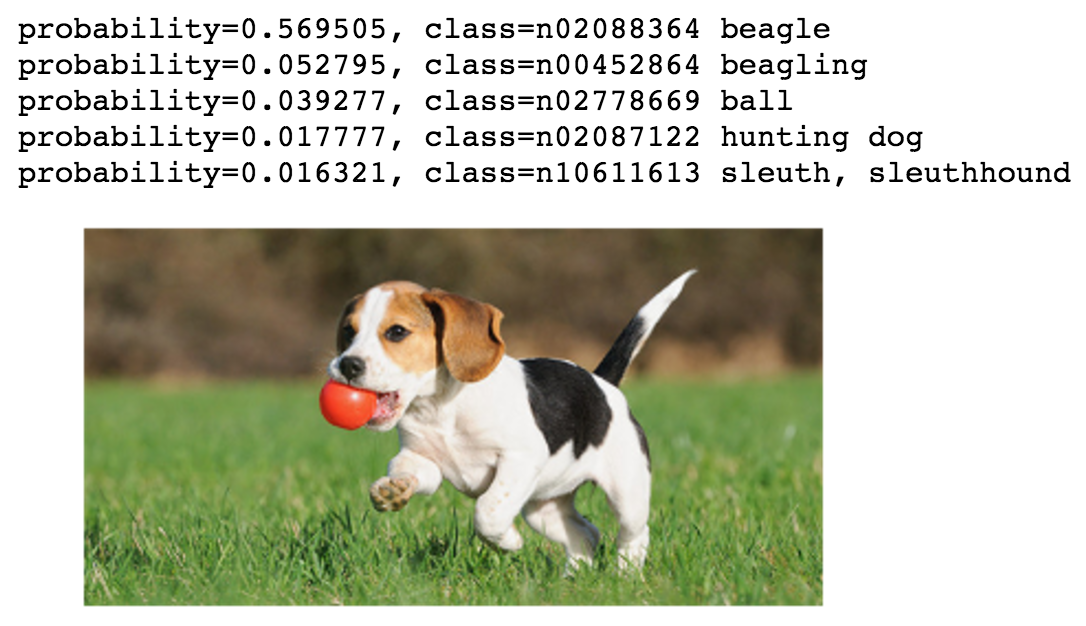 probability=0.569505, class=n02088364 beagle
probability=0.052795, class=n00452864 beagling
probability=0.039277, class=n02778669 ball
probability=0.017777, class=n02087122 hunting dog
probability=0.016321, class=n10611613 sleuth, sleuthhound